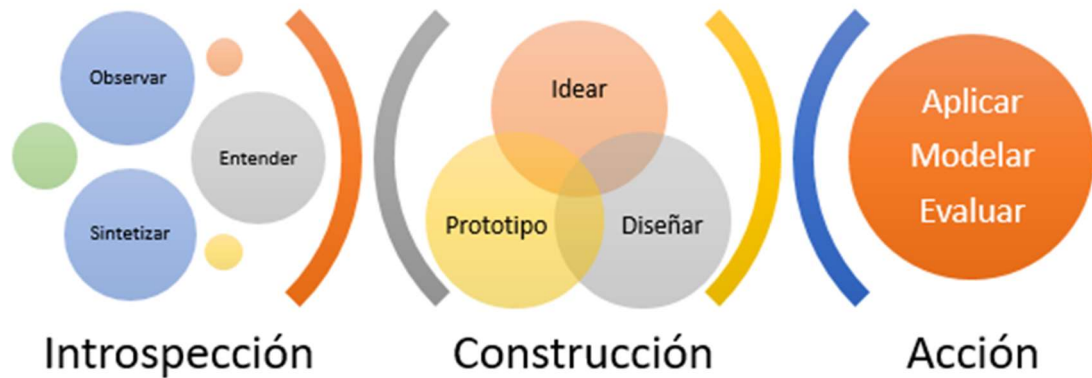 Observar
Entender
Sintetizar
Introspección
Idear
Prototipo
Diseñar
Construcción
Aplicar
Modelar
Evaluar
Acción